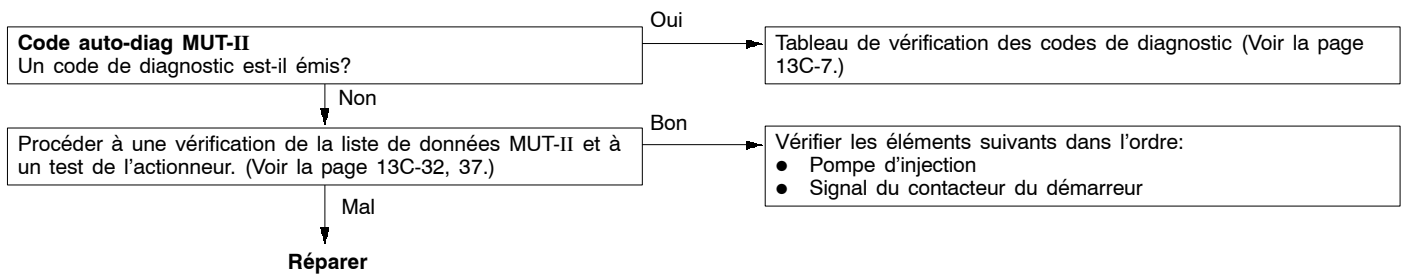 Code auto-diag MUT-II
Un code de diagnostic est-il émis?
Oui
Tableau de vérification des codes de diagnostic (Voir la page
13C-7.)
Non
Procéder à une vérification de la liste de données MUT-II et à
un test de l'actionneur. (Voir la page 13C-32, 37.)
Bon
Vérifier les éléments suivants dans l'ordre:
● Pompe d'injection
● Signal du contacteur du démarreur
Mal
Réparer